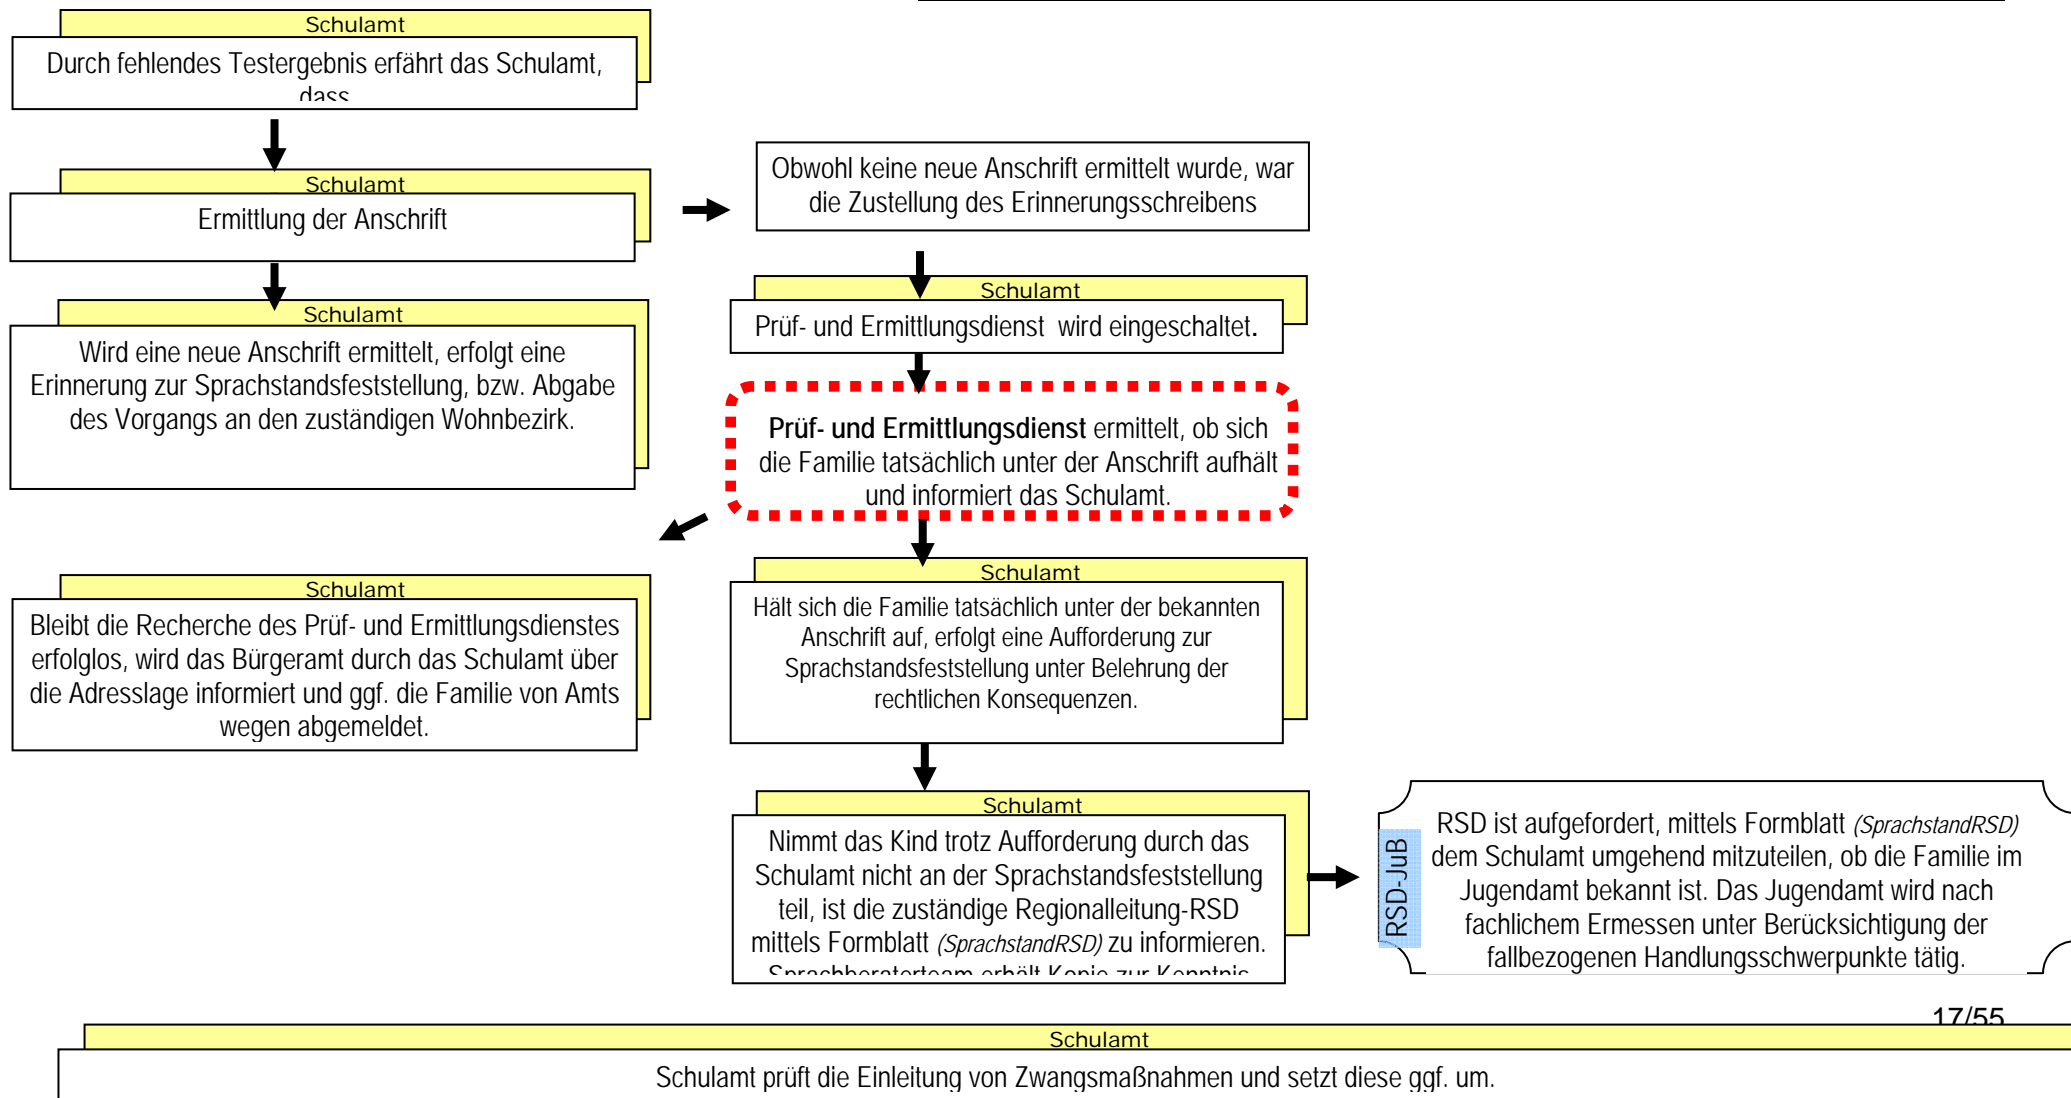 Schulamt
Durch fehlendes Testergebnis erfährt das Schulamt,
dass
Schulamt
Ermittlung der Anschrift
Obwohl keine neue Anschrift ermittelt wurde, war
die Zustellung des Erinnerungsschreibens
Schulamt
Wird eine neue Anschrift ermittelt, erfolgt eine
Erinnerung zur Sprachstandsfeststellung, bzw. Abgabe
des Vorgangs an den zuständigen Wohnbezirk.
Schulamt
Prüf- und Ermittlungsdienst wird eingeschaltet.
Prüf- und Ermittlungsdienst ermittelt, ob sich
die Familie tatsächlich unter der Anschrift aufhält
und informiert das Schulamt.
Schulamt
Bleibt die Recherche des Prüf- und Ermittlungsdienstes
erfolglos, wird das Bürgeramt durch das Schulamt über
die Adresslage informiert und ggf. die Familie von Amts
wegen abgemeldet.
Schulamt
Hält sich die Familie tatsächlich unter der bekannten
Anschrift auf, erfolgt eine Aufforderung zur
Sprachstandsfeststellung unter Belehrung der
rechtlichen Konsequenzen.
Schulamt
Nimmt das Kind trotz Aufforderung durch das
Schulamt nicht an der Sprachstandsfeststellung
teil, ist die zuständige Regionalleitung-RSD
mittels Formblatt (SprachstandRSD) zu informieren.
Sprachberaterteam erhält Kopie zur Kenntnis
RSD-JuB
RSD ist aufgefordert, mittels Formblatt (SprachstandRSD)
dem Schulamt umgehend mitzuteilen, ob die Familie im
Jugendamt bekannt ist. Das Jugendamt wird nach
fachlichem Ermessen unter Berücksichtigung der
fallbezogenen Handlungsschwerpunkte tätig.
17/55
Schulamt
Schulamt prüft die Einleitung von Zwangsmaßnahmen und setzt diese ggf. um.